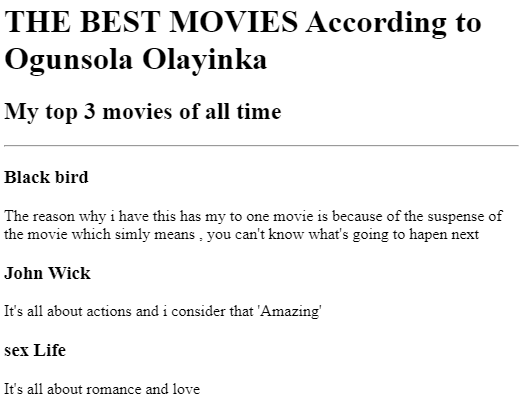 THE BEST MOVIES According to
Ogunsola Olayinka
My top 3 movies of all time
Black bird
The reason why i have this has my to one movie is because of the suspense of
the movie which simly means , you can't know what's going to hapen next
John Wick
It's all about actions and i consider that 'Amazing'
sex Life
It's all about romance and love